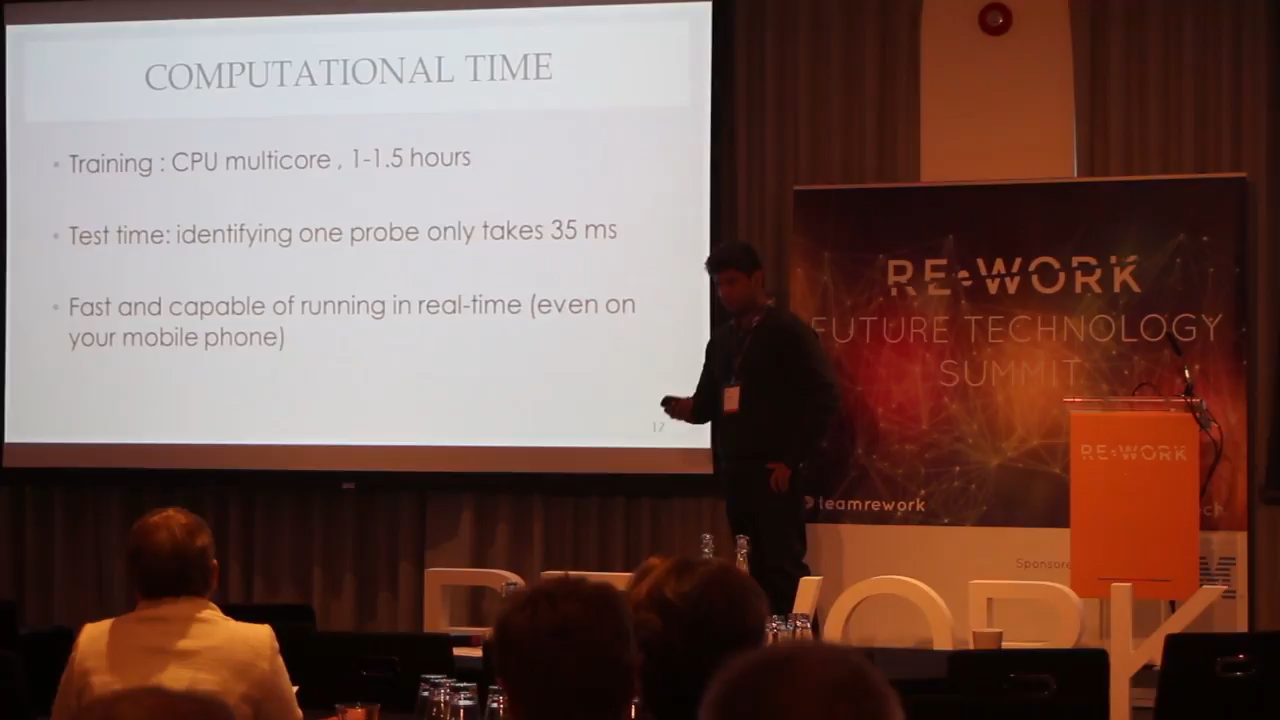 COMPUTATIONAL TIME
• Training : CPU multicore , 1-1.5 hours
• Test time: identifying one probe only takes 35 ms
• Fast and capable of running in real-time (even on
your mobile phone)
17
RE•WORK
FUTURE TECHNOLOGY
SUMMIT
RE•WORK
teamrework
Sponsore